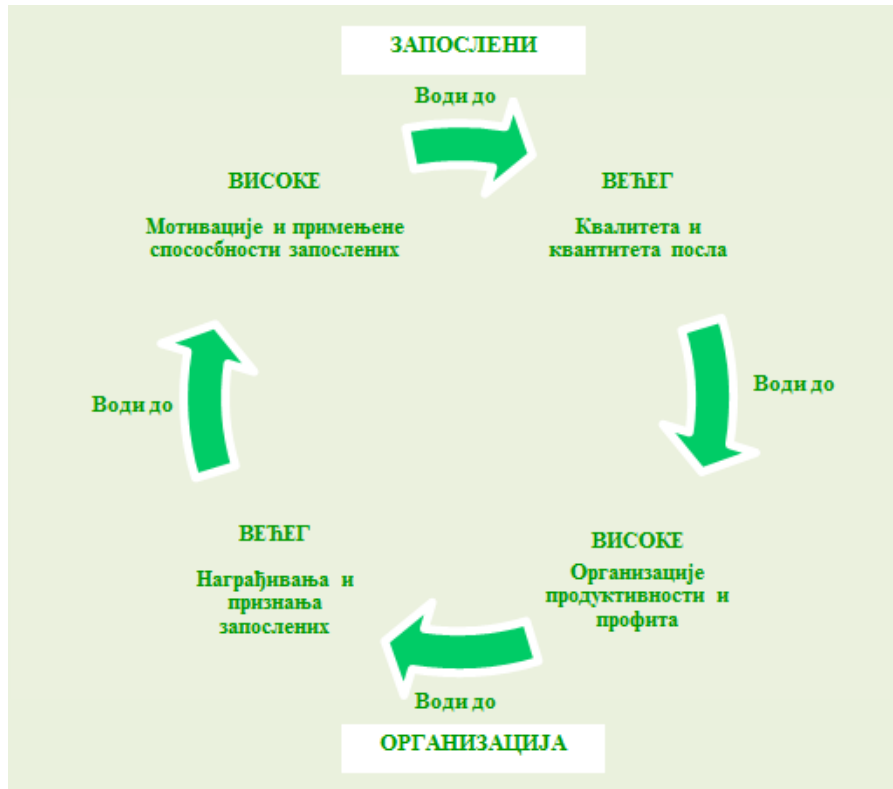 ЗАПОСЛЕНИ
Води до
ВИСОКЕ
Мотивације и примењене
спососбности запослених
ВЕЋЕГ
Квалитета и
квантитета посла
Води до
Води до
ВЕЋЕГ
Награђивања и
признања
запослених
ВИСОКЕ
Организације
продуктивности и
профита
Води до
ОРГАНИЗАЦИЈА